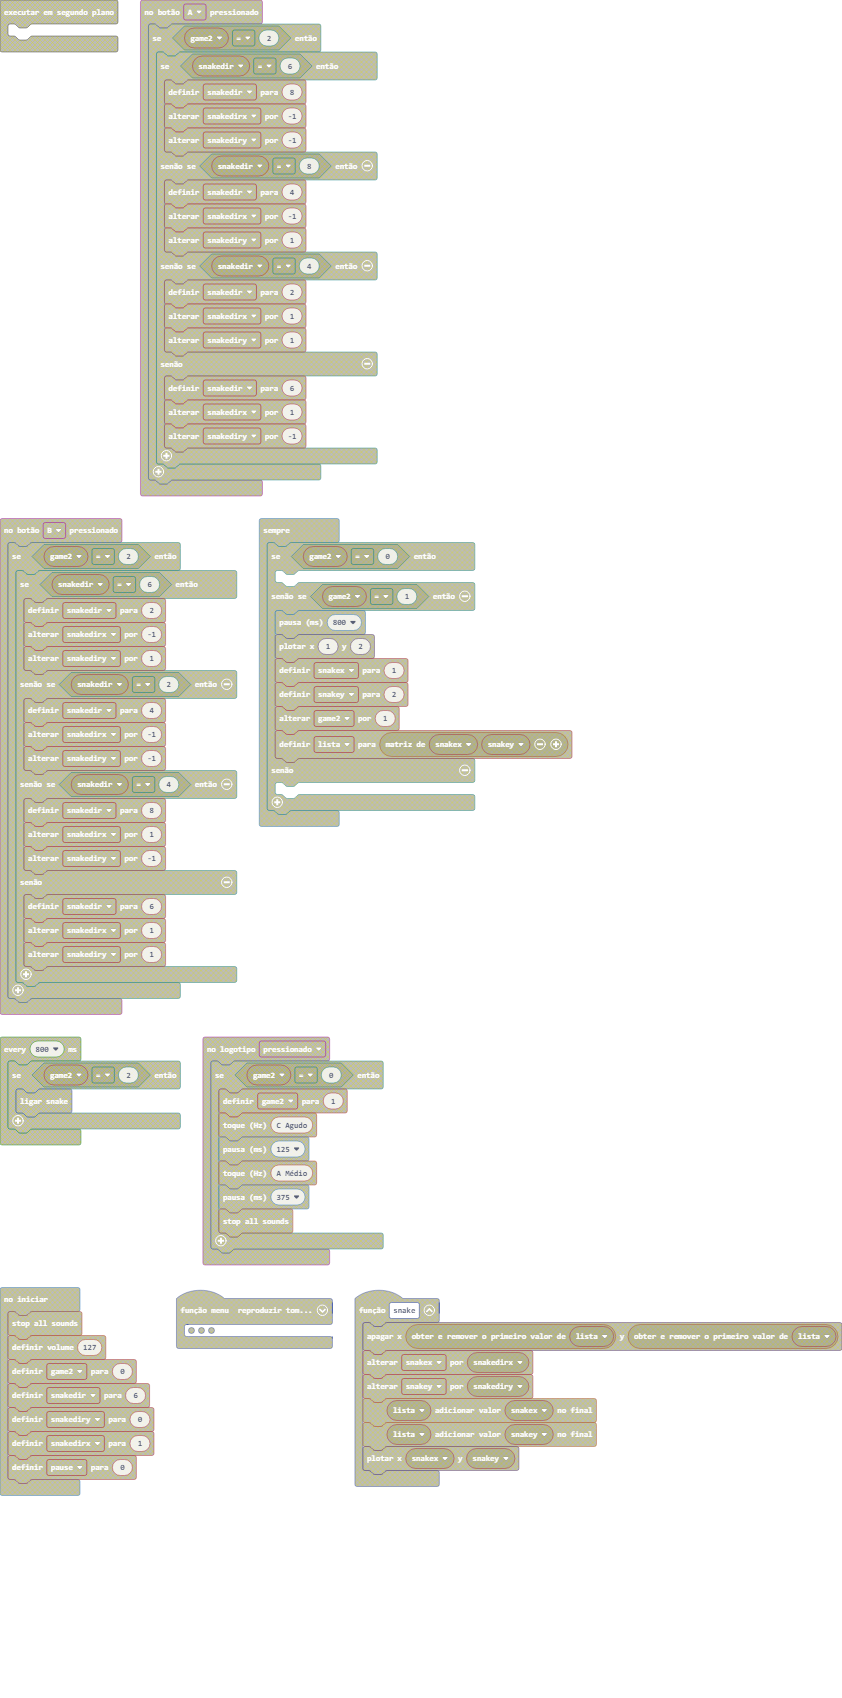 executar em segundo plano
no botão A pressionado
se game2 = 2 então
se snakedir = 6 então
definir snakedir para 8
alterar snakedirx por -1
alterar snakediry por -1
senão se snakedir = 8 então
definir snakedir para 4
alterar snakedirx por -1
alterar snakediry por 1
senão se snakedir = 4 então
definir snakedir para 2
alterar snakedirx por 1
alterar snakediry por 1
senão
definir snakedir para 6
alterar snakedirx por 1
alterar snakediry por -1
no botão B pressionado
se game2 = 2 então
se snakedir = 6 então
definir snakedir para 2
alterar snakedirx por -1
alterar snakediry por 1
senão se snakedir = 2 então
definir snakedir para 4
alterar snakedirx por -1
alterar snakediry por -1
senão se snakedir = 4 então
definir snakedir para 8
alterar snakedirx por 1
alterar snakediry por -1
senão
definir snakedir para 6
alterar snakedirx por 1
alterar snakediry por 1
sempre
se game2 = 0 então
senão se game2 = 1 então
pausa (ms) 800
plotar x 1 y 2
definir snakex para 1
definir snakey para 2
alterar game2 por 1
definir lista para matriz de snakex snakey
senão
every 800 ms
se game2 = 2 então
ligar snake
no logotipo pressionado
se game2 = 0 então
definir game2 para 1
toque (Hz) C Agudo
pausa (ms) 125
toque (Hz) A Médio
pausa (ms) 375
stop all sounds
no iniciar
stop all sounds
definir volume 127
definir game2 para 0
definir snakedir para 6
definir snakediry para 0
definir snakedirx para 1
definir pause para 0
função menu reproduzir tom...
função snake
apagar x obter e remover o primeiro valor de lista y obter e remover o primeiro valor de lista
alterar snakex por snakedirx
alterar snakey por snakediry
lista adicionar valor snakex no final
lista adicionar valor snakey no final
plotar x snakex y snakey